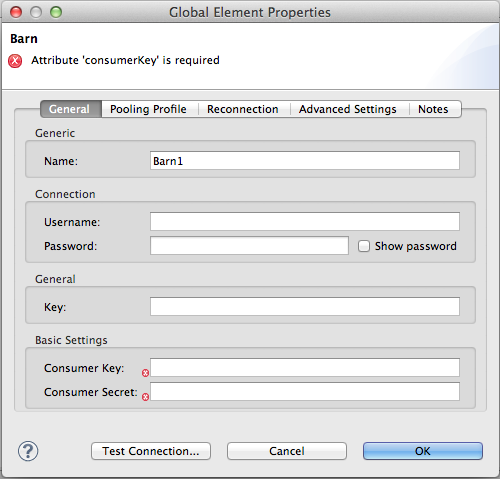 Global Element Properties
Barn
Attribute 'consumerKey' is required
General Pooling Profile Reconnection Advanced Settings Notes
Generic
Name: Barn1
Connection
Username:
Password: Show password
General
Key:
Basic Settings
Consumer Key:
Consumer Secret:
? Test Connection... Cancel OK